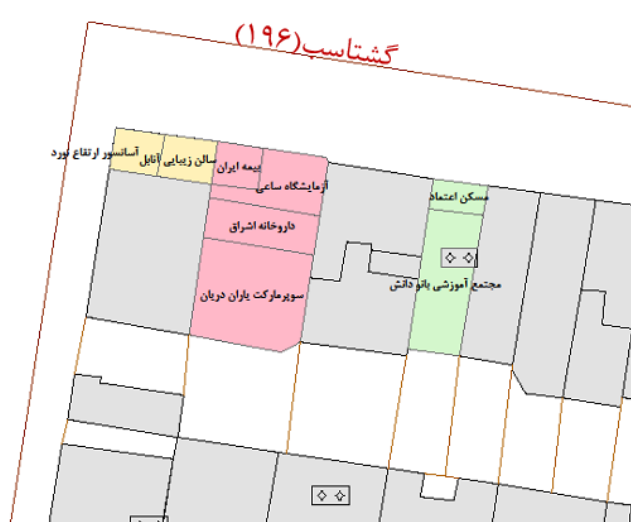 گشتاسب(۱۹۶)
آسانسور ارتقاع نورد
سالن زیبایی آنابل
بیمه ایران
آزمایشگاه ساعی
داروخانه اشراق
سوپرمارکت یاران دریان
مسکن اعتماد
مجتمع آموزشی بانو دانش